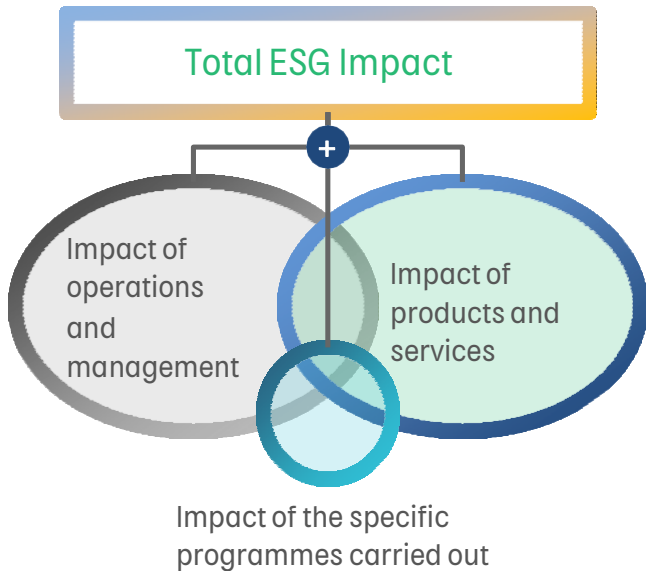 Total ESG Impact
+
Impact of
operations
and
management
Impact of
products and
services
Impact of the specific
programmes carried out